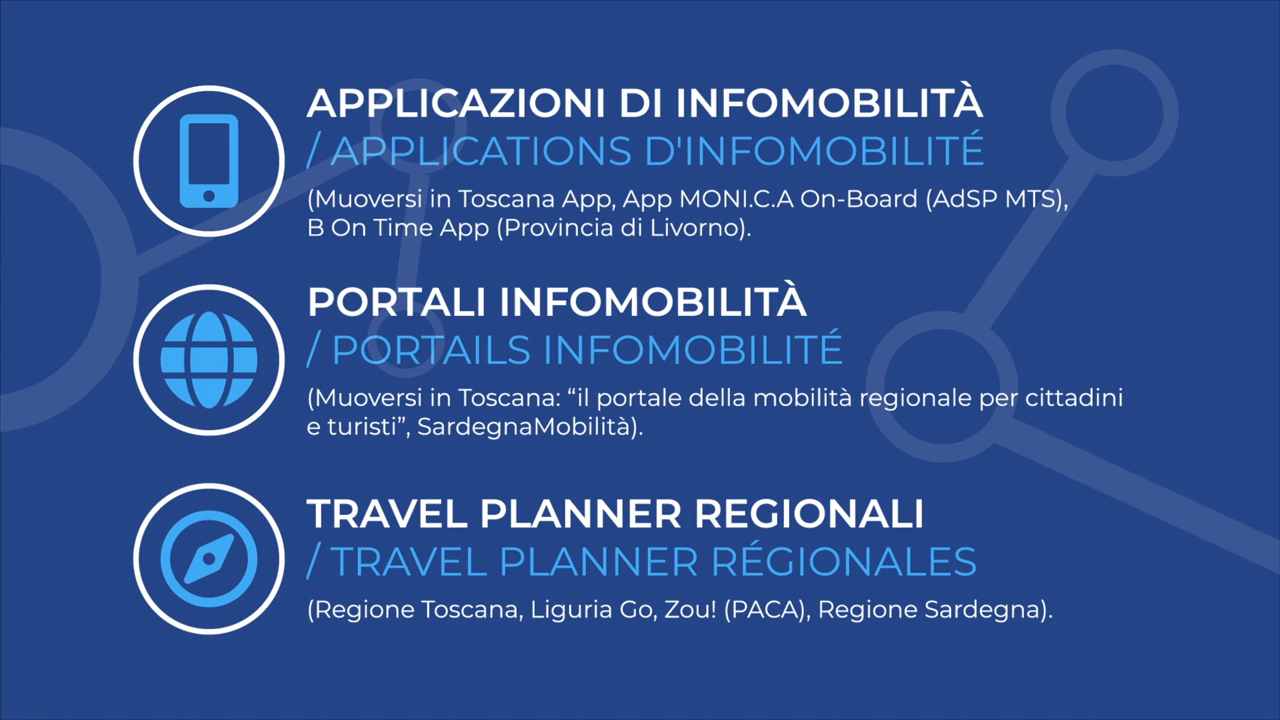 APPLICAZIONI DI INFOMOBILITÀ
/ APPLICATIONS D'INFOMOBILITÉ
(Muoversi in Toscana App, App MONI.C.A On-Board (AdSP MTS),
B On Time App (Provincia di Livorno).
PORTALI INFOMOBILITÀ
/ PORTAILS INFOMOBILITÉ
(Muoversi in Toscana: “il portale della mobilità regionale per cittadini
e turisti”, SardegnaMobilità).
TRAVEL PLANNER REGIONALI
/ TRAVEL PLANNER RÉGIONALES
(Regione Toscana, Liguria Go, Zou! (PACA), Regione Sardegna).